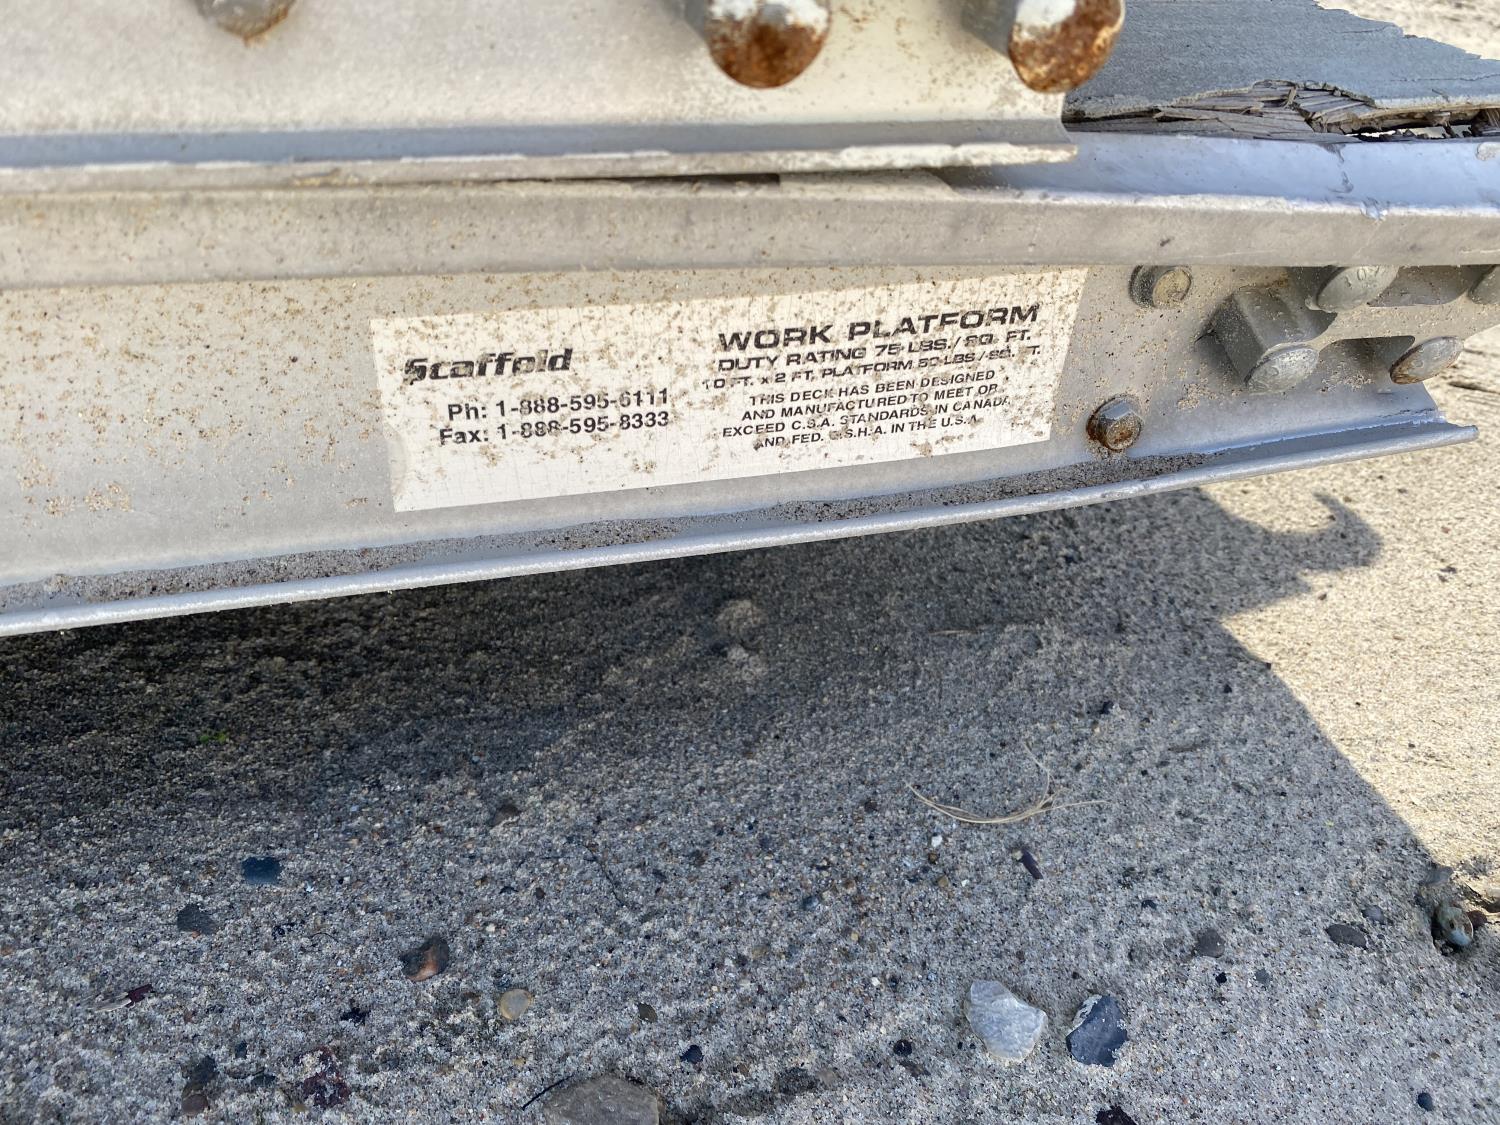 Scaffold
Ph: 1-888-595-6111
Fax: 1-888-595-8333
WORK PLATFORM
DUTY RATING 75 LBS./SQ. FT.
10 FT. x 2 FT. PLATFORM 50 LBS/SQ. FT.
THIS DECK HAS BEEN DESIGNED
AND MANUFACTURED TO MEET OR
EXCEED C.S.A. STANDARDS IN CANADA
AND FED. O.S.H.A. IN THE U.S.A.